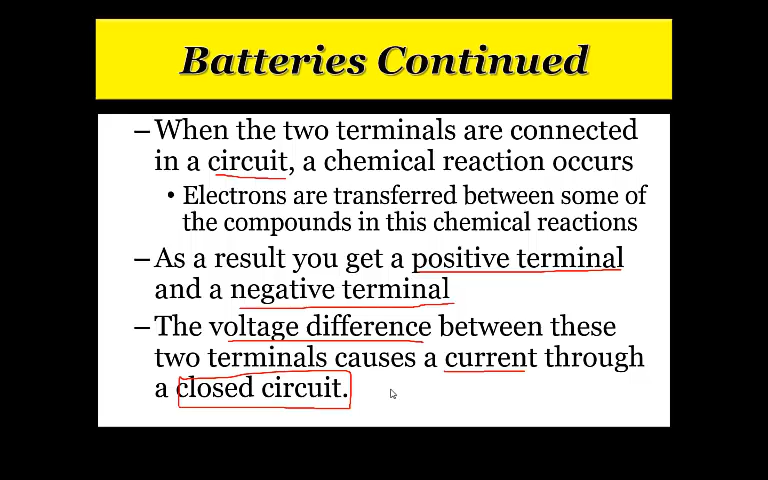 Batteries Continued
–When the two terminals are connected
in a circuit, a chemical reaction occurs
• Electrons are transferred between some of
the compounds in this chemical reactions
–As a result you get a positive terminal
and a negative terminal
–The voltage difference between these
two terminals causes a current through
a closed circuit.